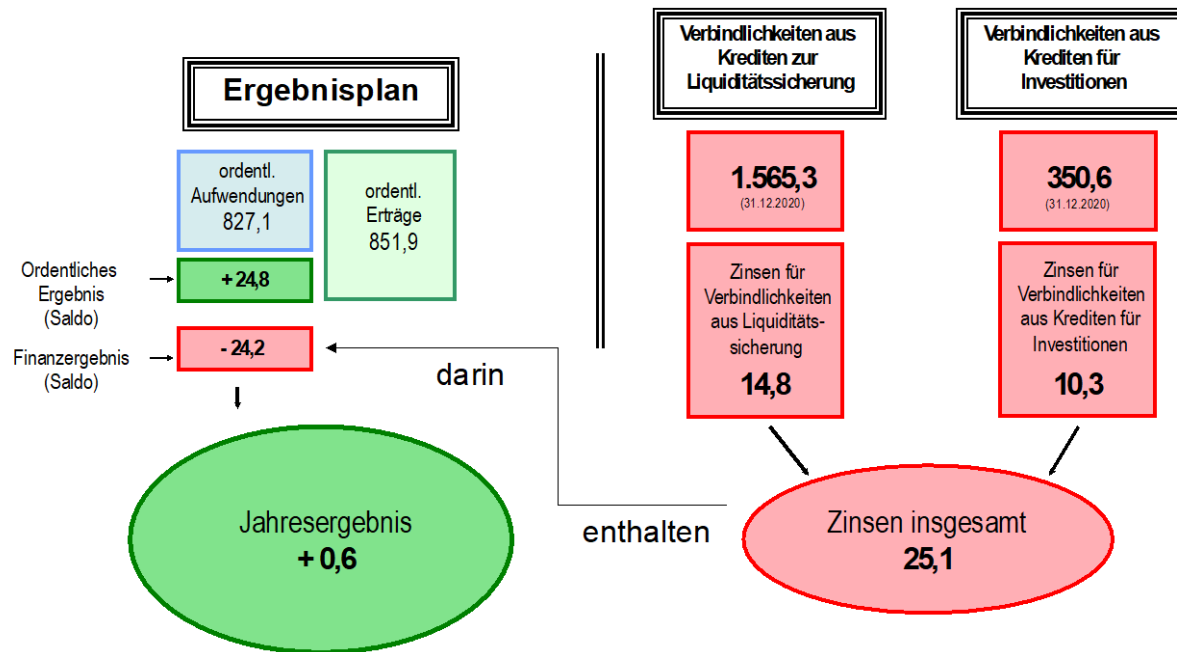 Ergebnisplan
ordentl.
Aufwendungen
827,1
ordentl.
Erträge
851,9
Ordentliches
Ergebnis
(Saldo)
+ 24,8
Finanzergebnis
(Saldo)
- 24,2
darin
enthalten
Jahresergebnis
+ 0,6
Verbindlichkeiten aus
Krediten zur
Liquiditätssicherung
1.565,3
(31.12.2020)
Zinsen für
Verbindlichkeiten
aus Liquiditäts-
sicherung
14,8
Verbindlichkeiten aus
Krediten für
Investitionen
350,6
(31.12.2020)
Zinsen für
Verbindlichkeiten
aus Krediten für
Investitionen
10,3
Zinsen insgesamt
25,1